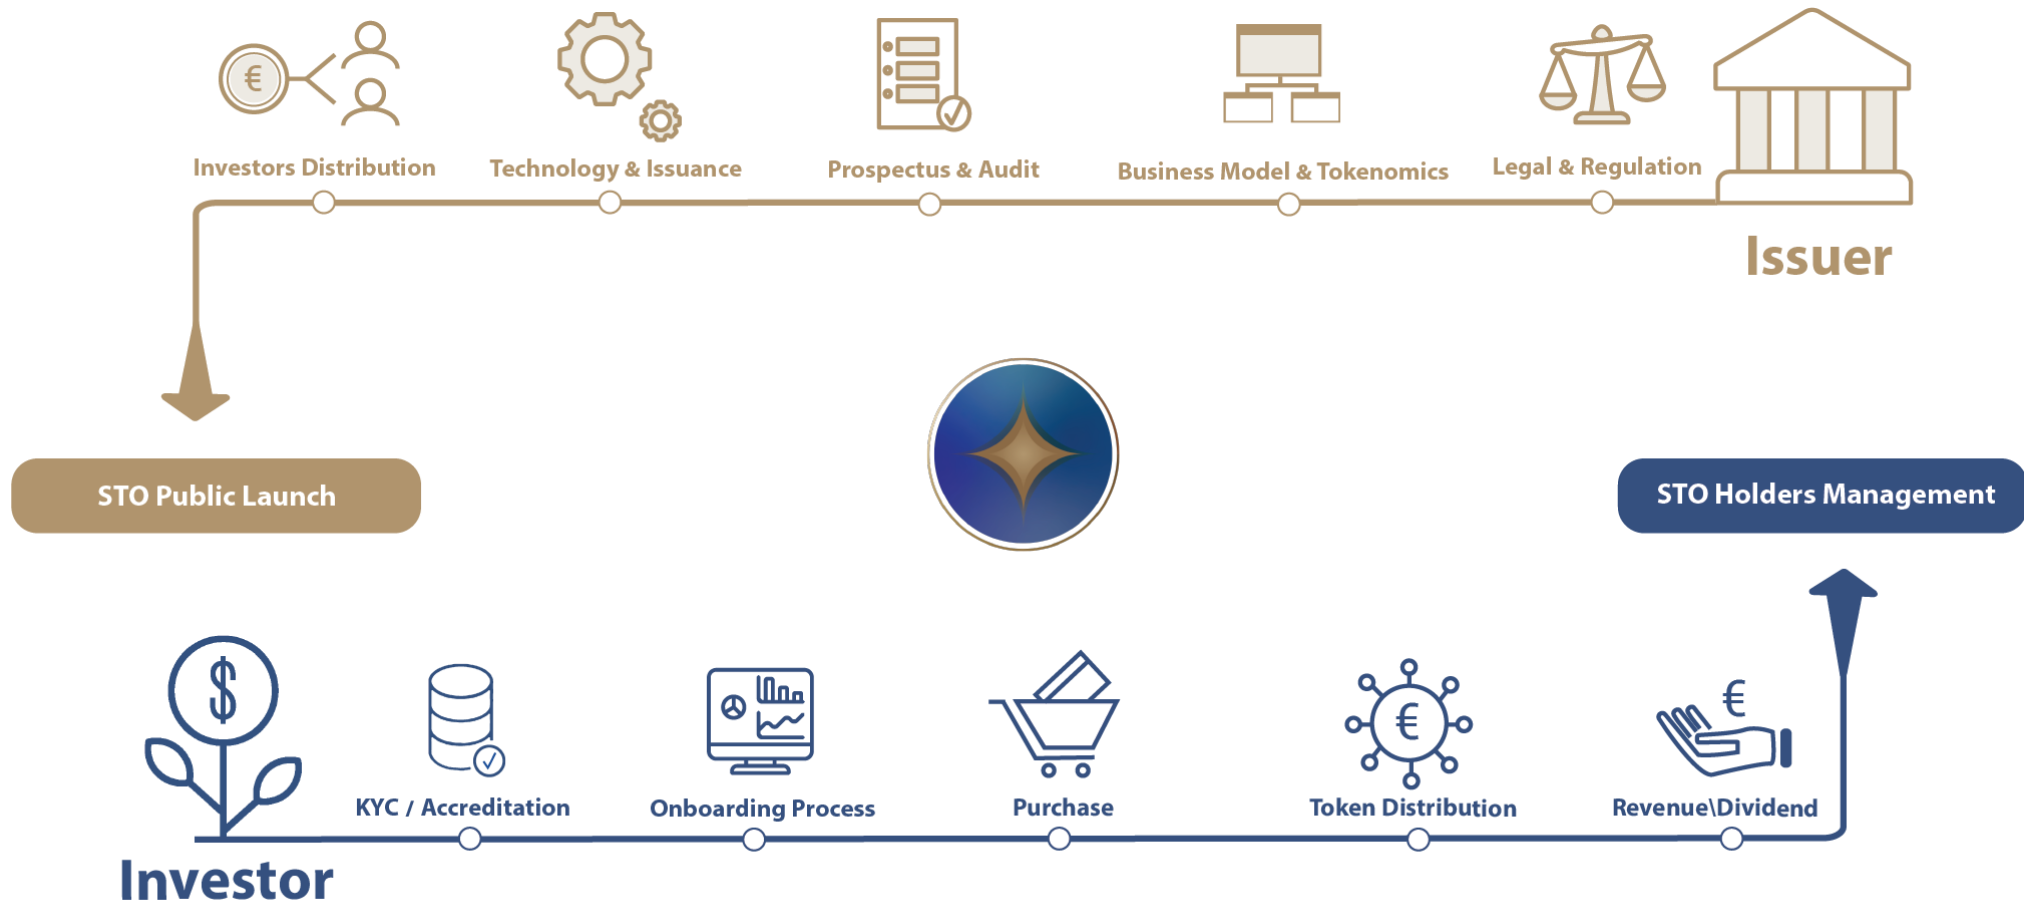 €
Investors Distribution
Technology & Issuance
Prospectus & Audit
Business Model & Tokenomics
Legal & Regulation
Issuer
STO Public Launch
STO Holders Management
$
€
€
KYC / Accreditation
Onboarding Process
Purchase
Token Distribution
Revenue\Dividend
Investor